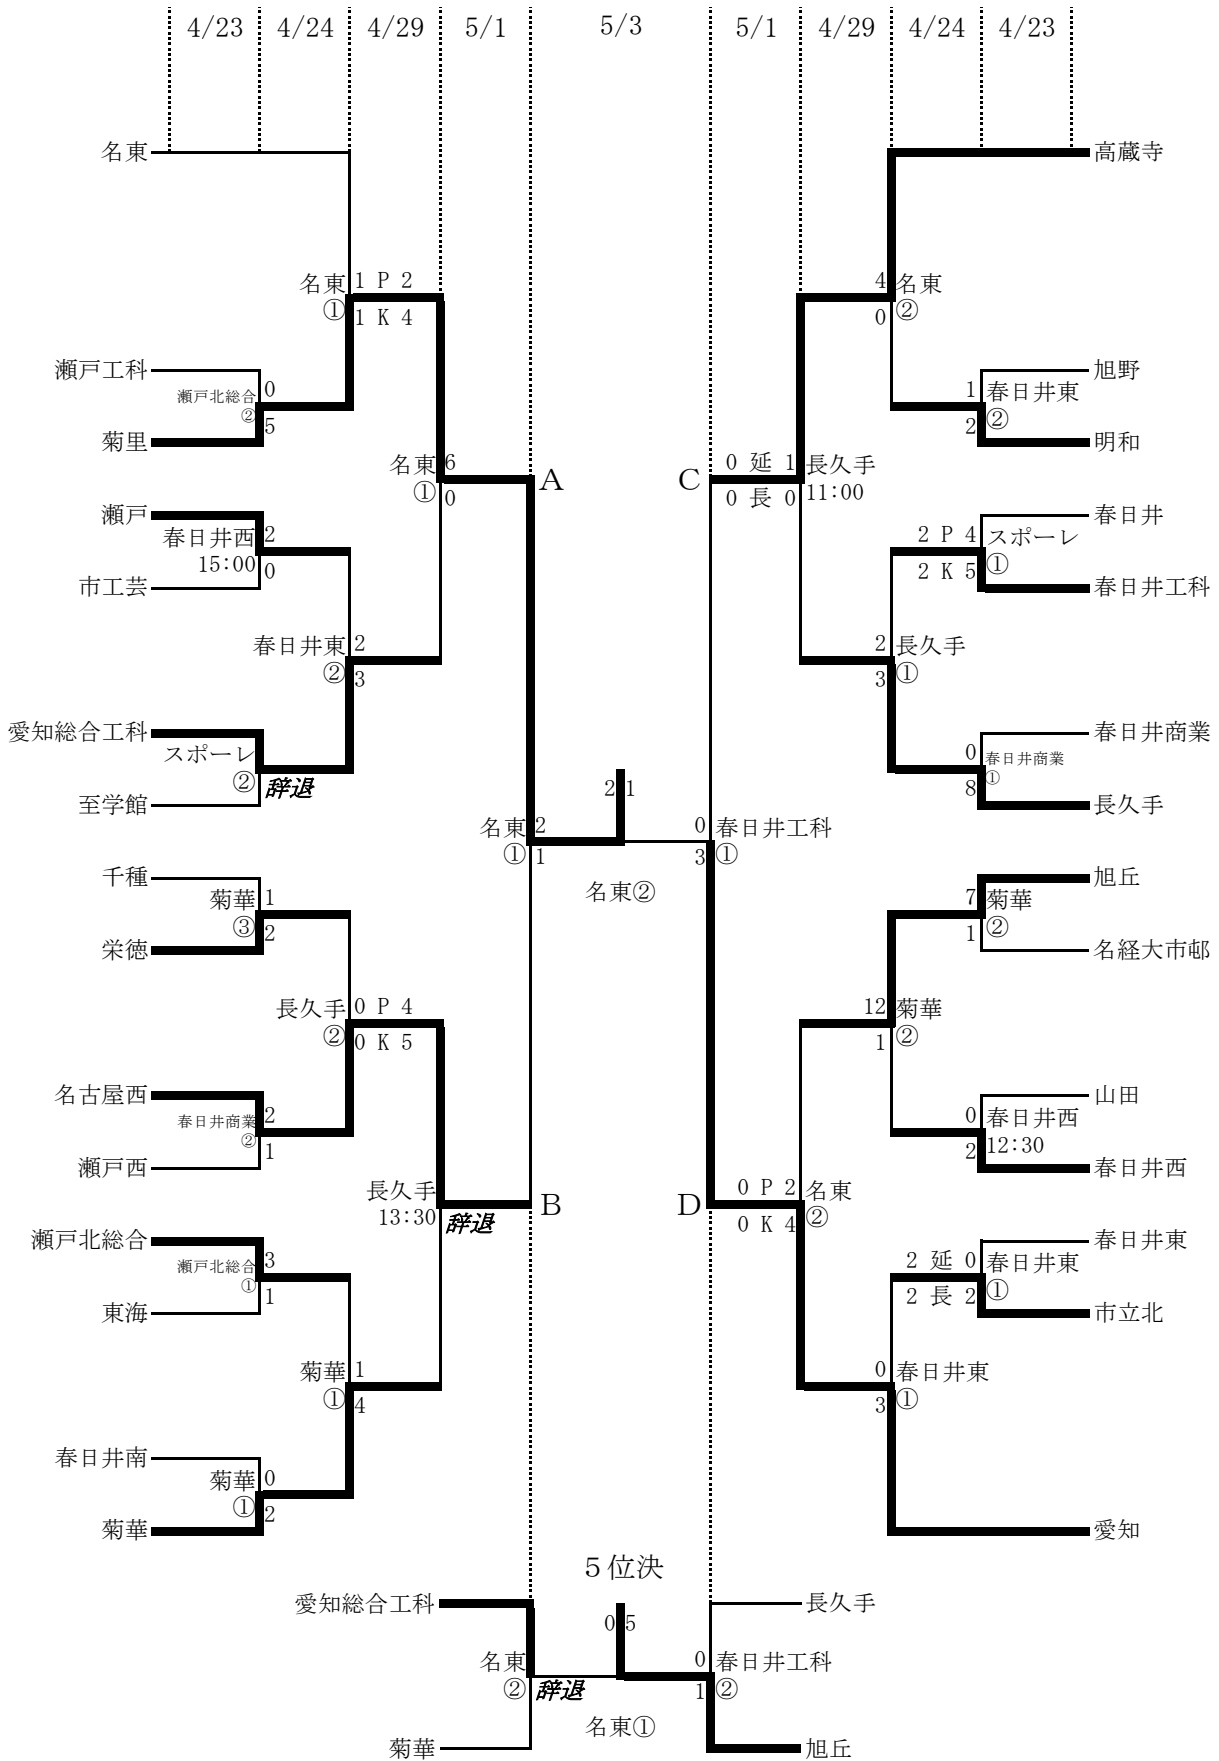 4/23 4/24 4/29 5/1 5/3 5/1 4/29 4/24 4/23
名東
高蔵寺
名東 1 P 2
① 1 K 4
4 名東
0 ②
瀬戸工科
瀬戸北総合 0
② 5
菊里
旭野
1 春日井東
2 ②
明和
名東 6
① 0
A
C
0 延 1 長久手
0 長 0 11:00
瀬戸
春日井西 2
15:00 0
市工芸
春日井
2 P 4 スポーレ
2 K 5 ①
春日井工科
春日井東 2
② 3
2 長久手
3 ①
愛知総合工科
スポーレ
② 辞退
至学館
春日井商業
0 春日井商業
8 ①
長久手
2 1
名東 2
① 1
0 春日井工科
3 ①
名東②
千種
菊華 1
③ 2
栄徳
旭丘
7 菊華
1 ②
名経大市邨
長久手 0 P 4
② 0 K 5
12 菊華
1 ②
名古屋西
春日井商業 2
② 1
瀬戸西
山田
0 春日井西
2 12:30
春日井西
長久手
13:30 辞退
B
D
0 P 2 名東
0 K 4 ②
瀬戸北総合
瀬戸北総合 3
① 1
東海
春日井東
2 延 0 春日井東
2 長 2 ①
市立北
菊華 1
① 4
0 春日井東
3 ①
春日井南
菊華 0
① 2
菊華
愛知
5位決
愛知総合工科
長久手
0 5
名東
② 辞退
0 春日井工科
1 ②
名東①
菊華
旭丘